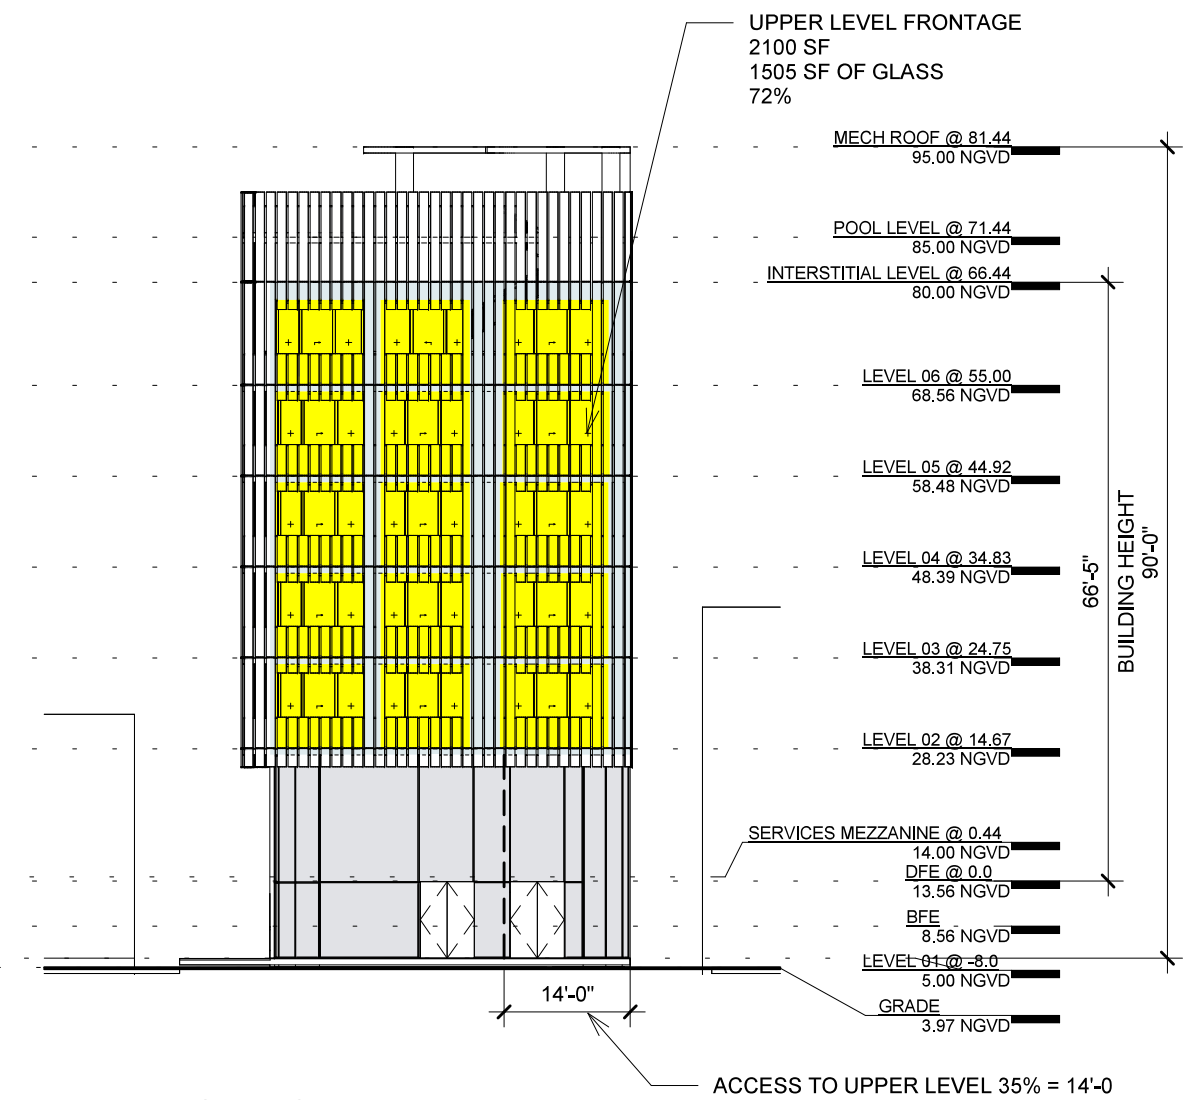 UPPER LEVEL FRONTAGE
2100 SF
1505 SF OF GLASS
72%
MECH ROOF @ 81.44
95.00 NGVD
POOL LEVEL @ 71.44
85.00 NGVD
INTERSTITIAL LEVEL @ 66.44
80.00 NGVD
LEVEL 06 @ 55.00
68.56 NGVD
LEVEL 05 @ 44.92
58.48 NGVD
LEVEL 04 @ 34.83
48.39 NGVD
LEVEL 03 @ 24.75
38.31 NGVD
LEVEL 02 @ 14.67
28.23 NGVD
SERVICES MEZZANINE @ 0.44
14.00 NGVD
DFE @ 0.0
13.56 NGVD
BFE
8.56 NGVD
LEVEL 01 @ -8.0
5.00 NGVD
GRADE
3.97 NGVD
66'-5"
BUILDING HEIGHT
90'-0"
14'-0"
ACCESS TO UPPER LEVEL 35% = 14'-0